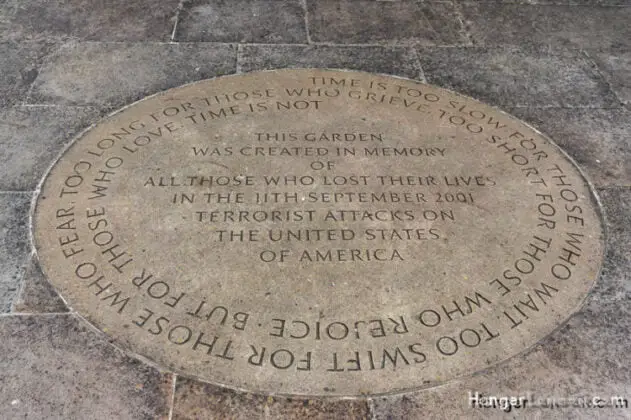 TIME IS TOO SLOW FOR THOSE WHO WAIT, TOO SWIFT FOR THOSE WHO FEAR, TOO LONG FOR THOSE WHO GRIEVE TOO SHORT FOR THOSE WHO REJOICE · BUT FOR THOSE WHO LOVE, TIME IS NOT
THIS GARDEN
WAS CREATED IN MEMORY
OF
ALL THOSE WHO LOST THEIR LIVES
IN THE 11TH SEPTEMBER 2001
TERRORIST ATTACKS ON
THE UNITED STATES
OF AMERICA
Hanger